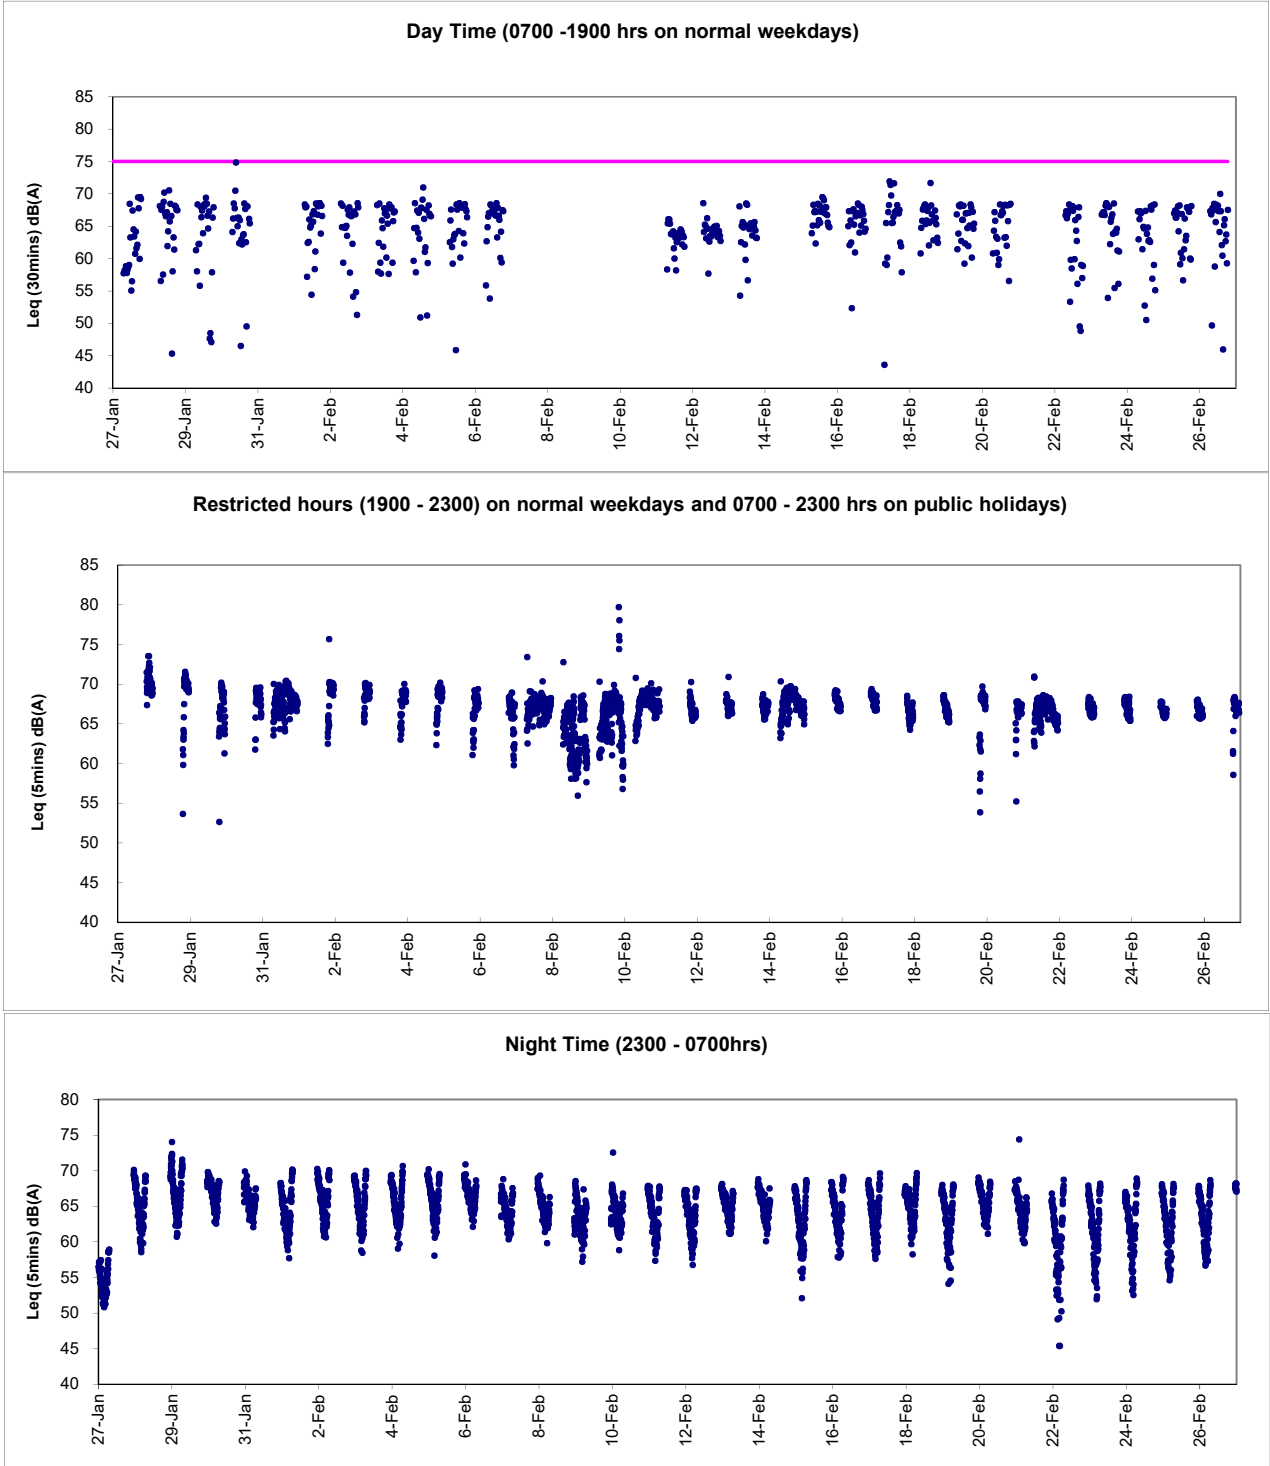 Day Time (0700 -1900 hrs on normal weekdays)
Leq (30mins) dB(A)
85
80
75
70
65
60
55
50
45
40
27-Jan
29-Jan
31-Jan
2-Feb
4-Feb
6-Feb
8-Feb
10-Feb
12-Feb
14-Feb
16-Feb
18-Feb
20-Feb
22-Feb
24-Feb
26-Feb
Restricted hours (1900 - 2300) on normal weekdays and 0700 - 2300 hrs on public holidays)
Leq (5mins) dB(A)
85
80
75
70
65
60
55
50
45
40
27-Jan
29-Jan
31-Jan
2-Feb
4-Feb
6-Feb
8-Feb
10-Feb
12-Feb
14-Feb
16-Feb
18-Feb
20-Feb
22-Feb
24-Feb
26-Feb
Night Time (2300 - 0700hrs)
Leq (5mins) dB(A)
80
75
70
65
60
55
50
45
40
27-Jan
29-Jan
31-Jan
2-Feb
4-Feb
6-Feb
8-Feb
10-Feb
12-Feb
14-Feb
16-Feb
18-Feb
20-Feb
22-Feb
24-Feb
26-Feb